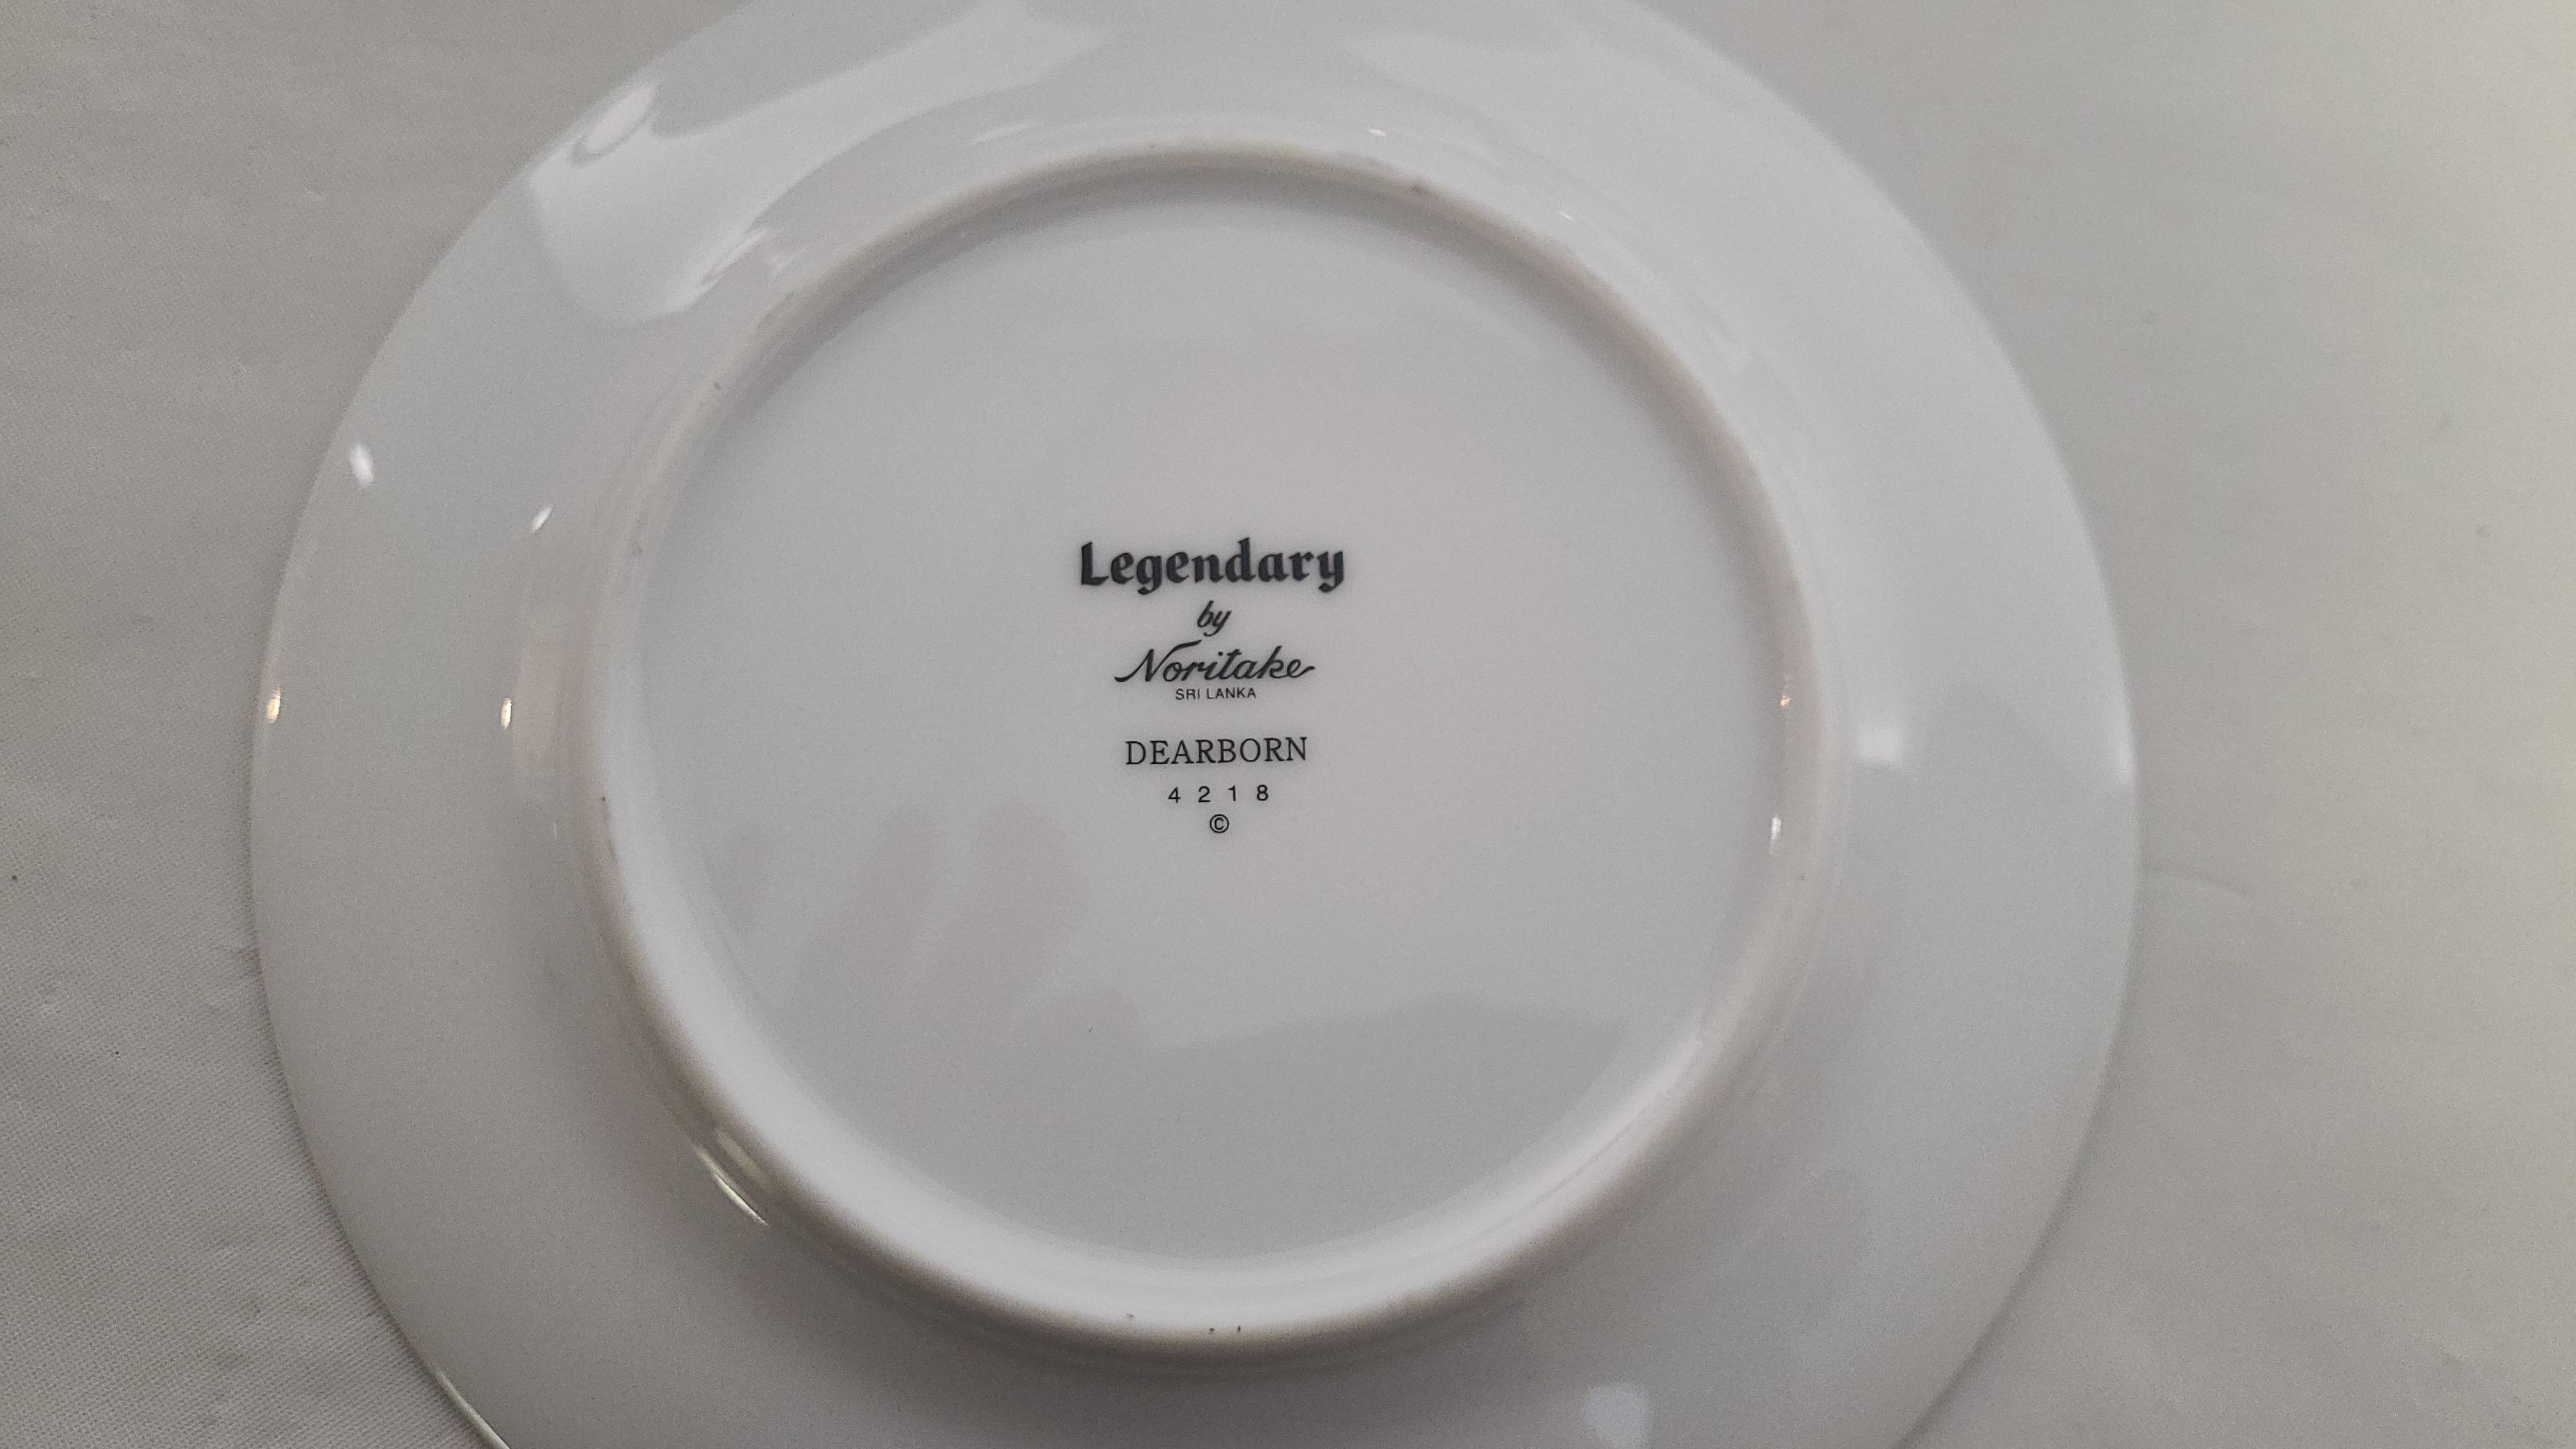 Legendary
by
Noritake
SRI LANKA
DEARBORN
4218
©